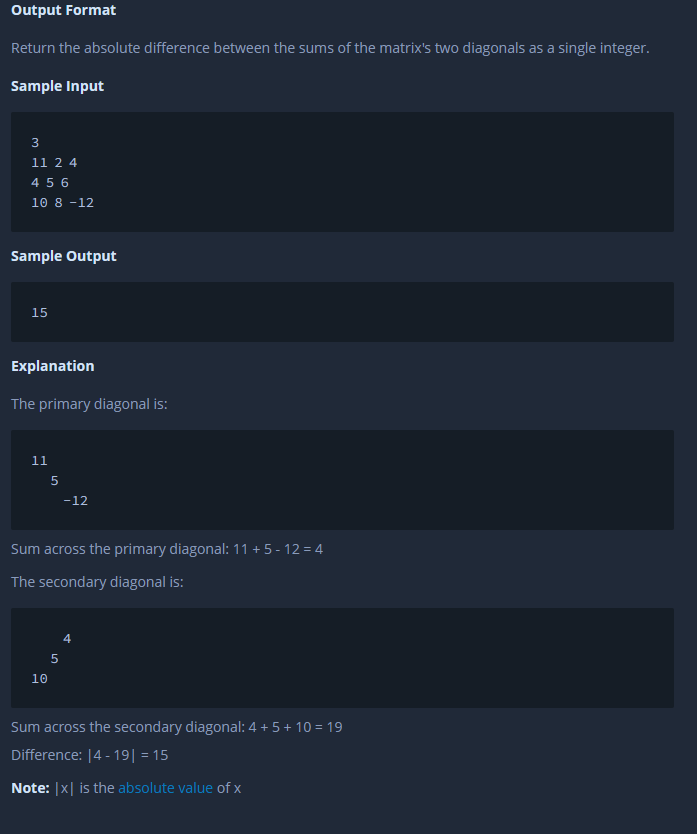 Output Format
Return the absolute difference between the sums of the matrix's two diagonals as a single integer.
Sample Input
3
11 2 4
4 5 6
10 8 -12
Sample Output
15
Explanation
The primary diagonal is:
11
5
-12
Sum across the primary diagonal: 11 + 5 - 12 = 4
The secondary diagonal is:
4
5
10
Sum across the secondary diagonal: 4 + 5 + 10 = 19
Difference: |4 - 19| = 15
Note: |x| is the absolute value of x